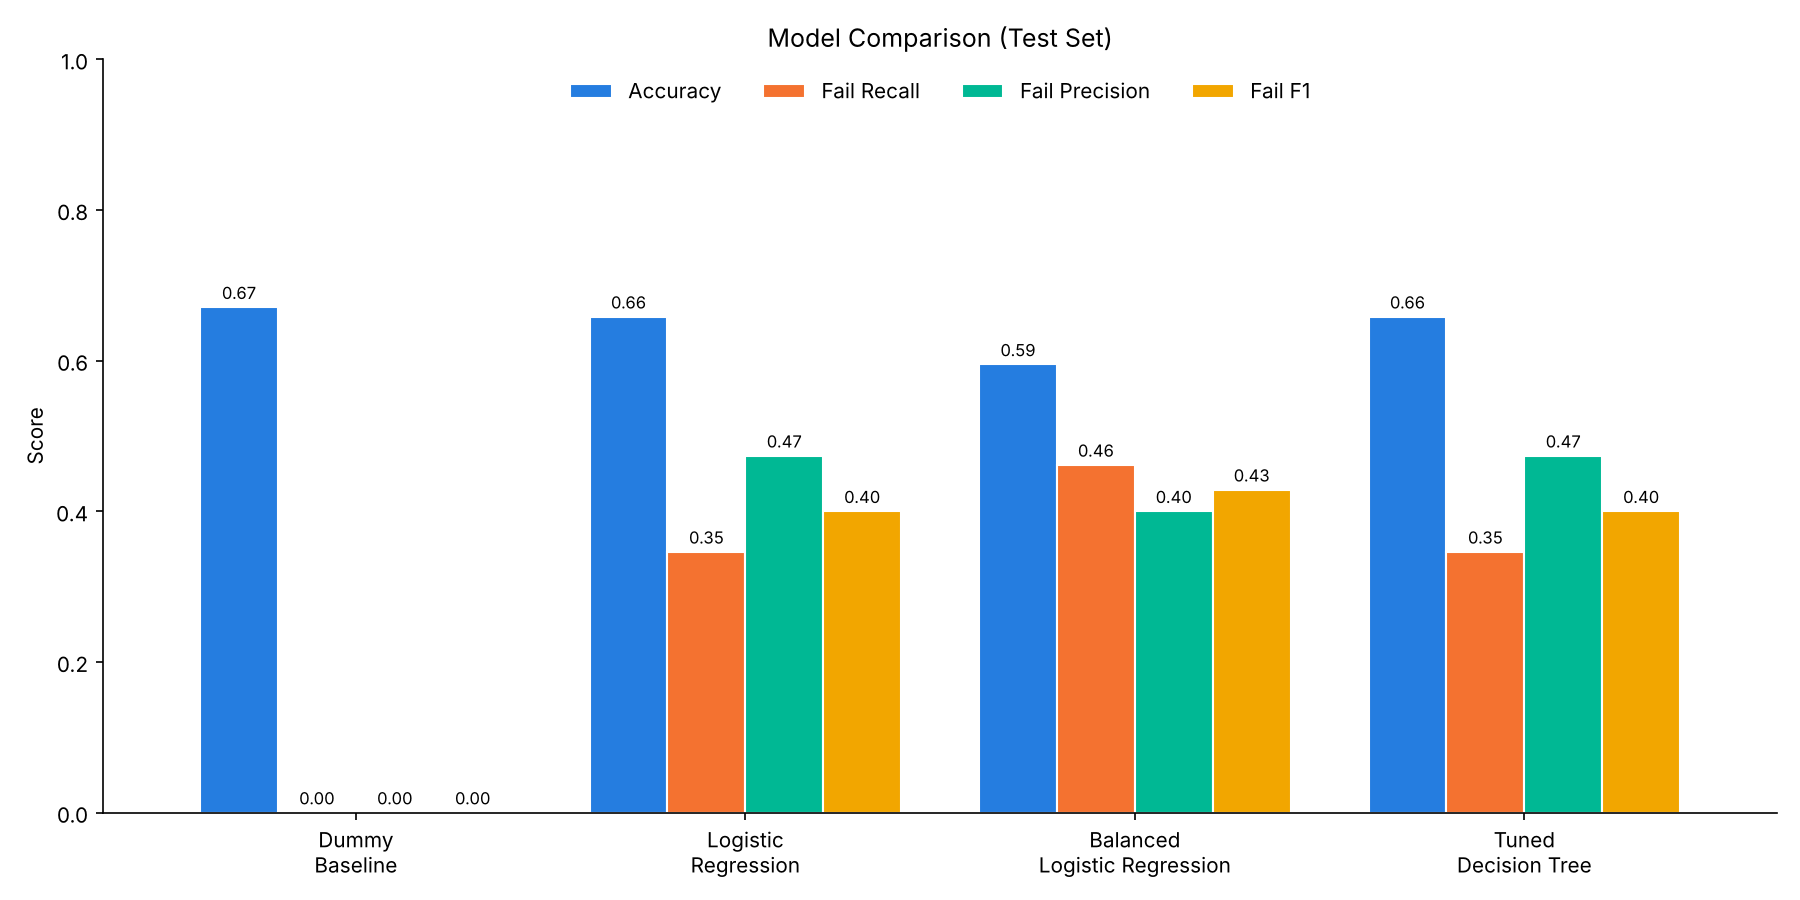 Model Comparison (Test Set)
Accuracy Fail Recall Fail Precision Fail F1
Score
1.0
0.8
0.6
0.4
0.2
0.0
0.67 0.00 0.00 0.00
0.66 0.35 0.47 0.40
0.59 0.46 0.40 0.43
0.66 0.35 0.47 0.40
Dummy
Baseline
Logistic
Regression
Balanced
Logistic Regression
Tuned
Decision Tree